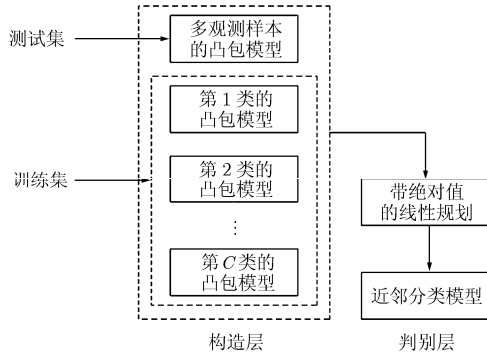 测试集
多观测样本
的凸包模型
第1类的
凸包模型
训练集
第2类的
凸包模型
⋮
第C类的
凸包模型
构造层
带绝对值
的线性规划
近邻分类模型
判别层